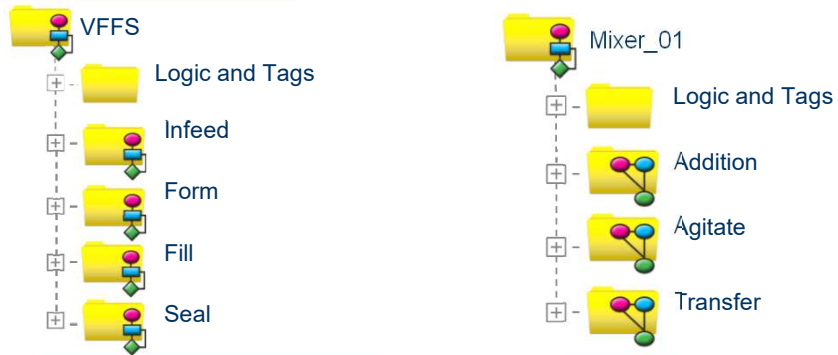 VFFS
Logic and Tags
Infeed
Form
Fill
Seal
Mixer_01
Logic and Tags
Addition
Agitate
Transfer